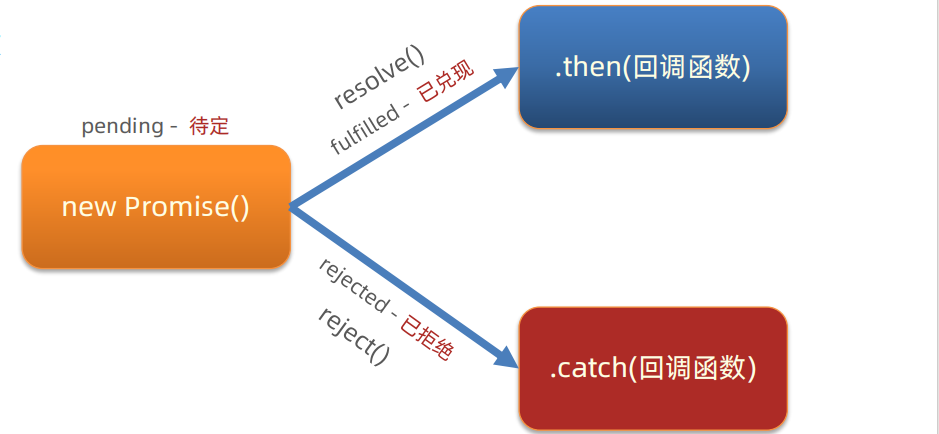 pending - 待定
new Promise()
resolve()
fulfilled - 已兑现
.then(回调函数)
rejected - 已拒绝
reject()
.catch(回调函数)